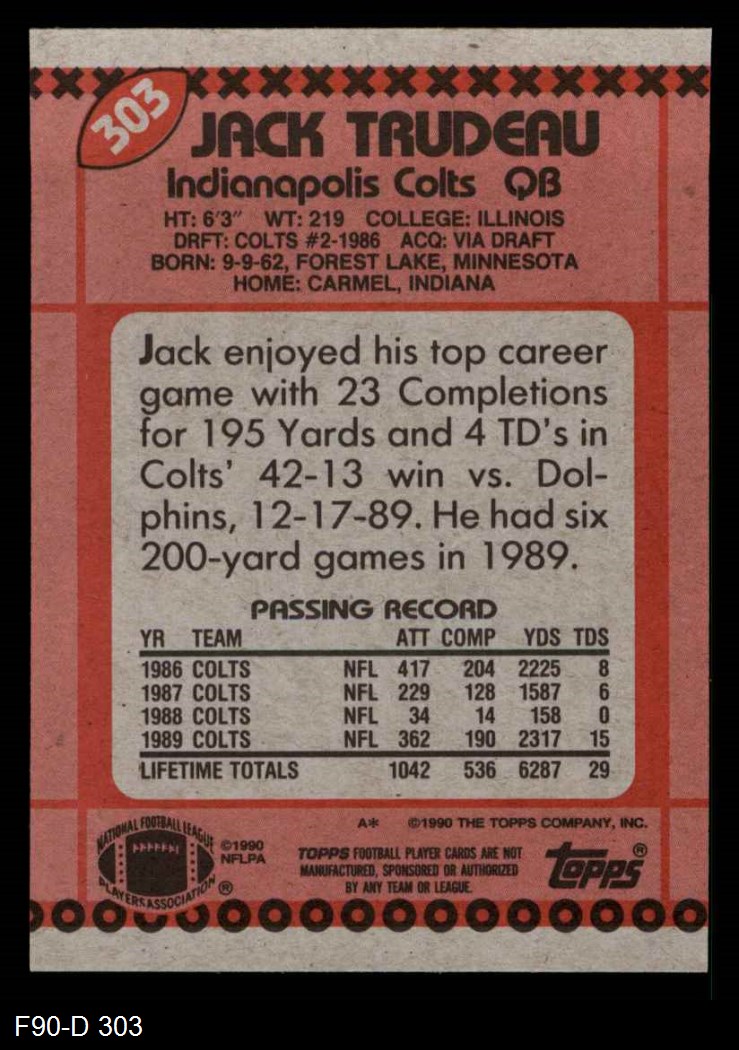 303
JACK TRUDEAU
Indianapolis Colts QB
HT: 6'3" WT: 219 COLLEGE: ILLINOIS
DRFT: COLTS #2-1986 ACQ: VIA DRAFT
BORN: 9-9-62, FOREST LAKE, MINNESOTA
HOME: CARMEL, INDIANA
Jack enjoyed his top career
game with 23 Completions
for 195 Yards and 4 TD's in
Colts' 42-13 win vs. Dol-
phins, 12-17-89. He had six
200-yard games in 1989.
PASSING RECORD
YR TEAM ATT COMP YDS TDS
1986 COLTS NFL 417 204 2225 8
1987 COLTS NFL 229 128 1587 6
1988 COLTS NFL 34 14 158 0
1989 COLTS NFL 362 190 2317 15
LIFETIME TOTALS 1042 536 6287 29
A* ©1990 THE TOPPS COMPANY, INC.
NATIONAL FOOTBALL LEAGUE
PLAYERS ASSOCIATION ®
©1990
NFLPA
TOPPS FOOTBALL PLAYER CARDS ARE NOT
MANUFACTURED, SPONSORED OR AUTHORIZED
BY ANY TEAM OR LEAGUE.
topps ®
F90-D 303